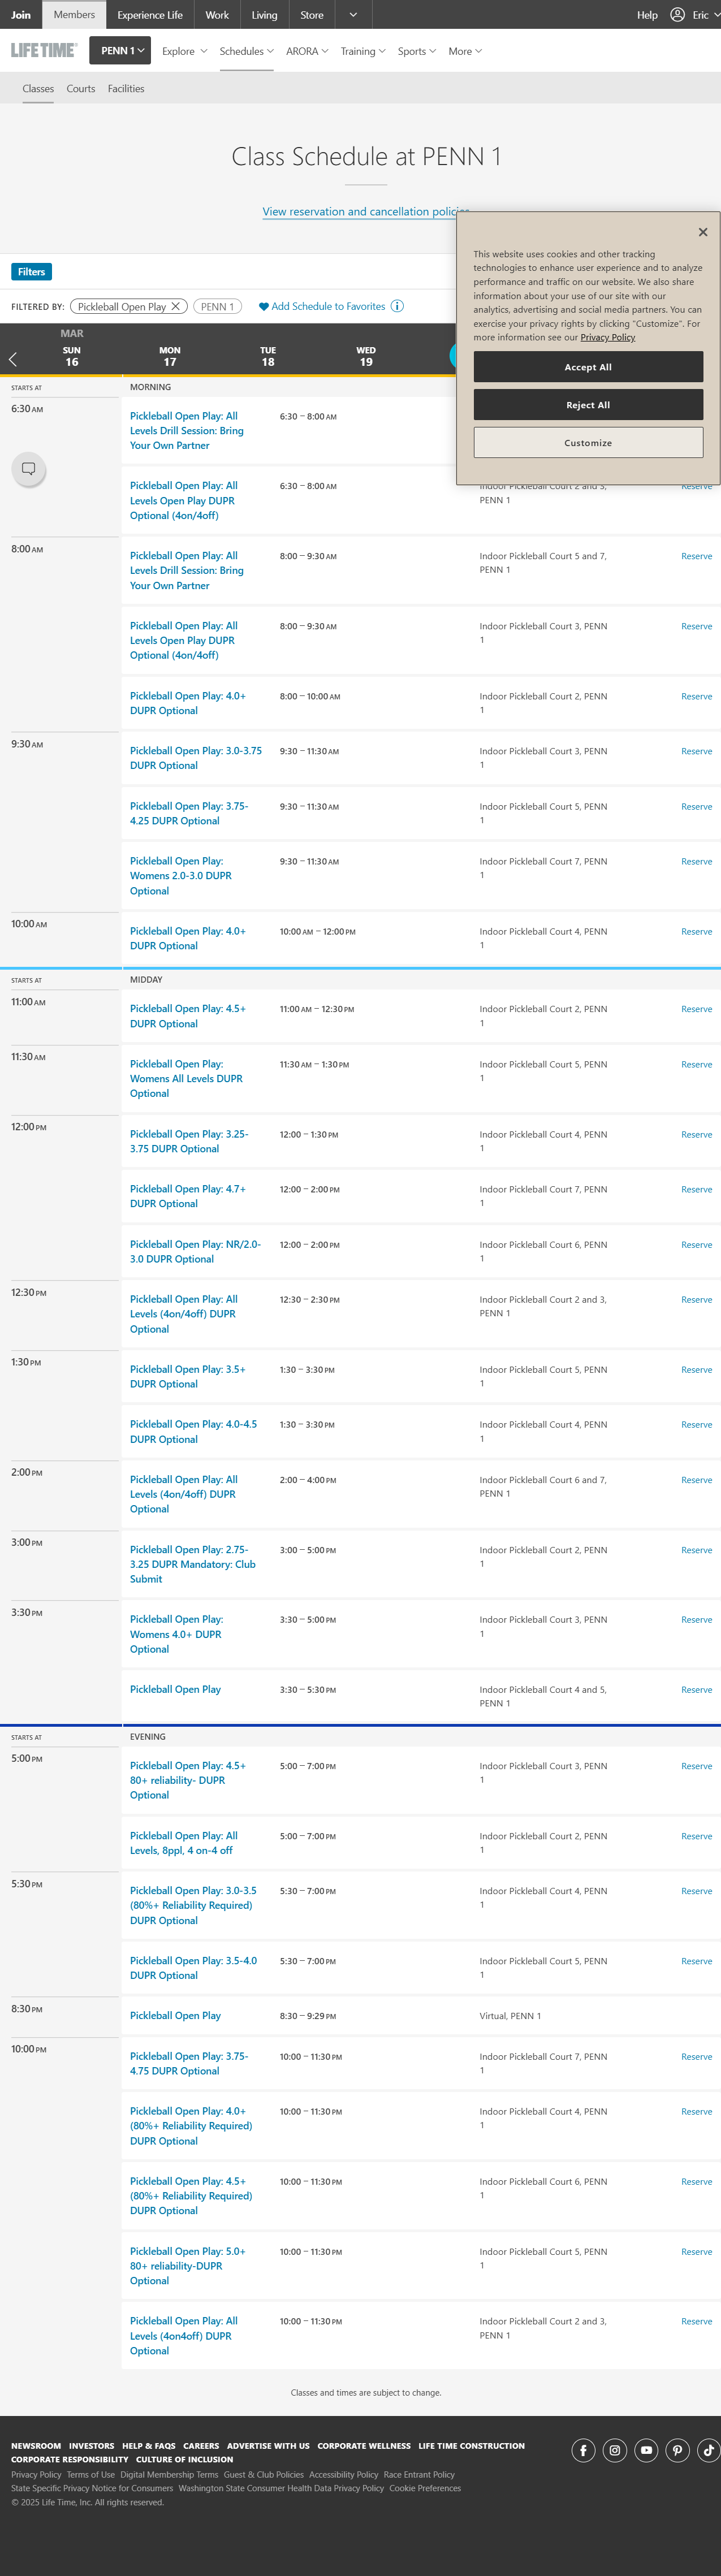 Join Members Experience Life Work Living Store Help Eric
LIFETIME PENN 1 Explore Schedules ARORA Training Sports More
Classes Courts Facilities
Class Schedule at PENN 1
View reservation and cancellation policies
This website uses cookies and other tracking
technologies to enhance user experience and to analyze
performance and traffic on our website. We also share
information about your use of our site with our
analytics, advertising and social media partners. You can
exercise your privacy rights by clicking "Customize". For
more information see our Privacy Policy
Accept All
Reject All
Customize
Filters
FILTERED BY: Pickleball Open Play PENN 1 Add Schedule to Favorites
MAR
SUN MON TUE WED
16 17 18 19
STARTS AT MORNING
6:30 AM
Pickleball Open Play: All
Levels Drill Session: Bring
Your Own Partner
6:30 – 8:00 AM
Pickleball Open Play: All
Levels Open Play DUPR
Optional (4on/4off)
6:30 – 8:00 AM
Indoor Pickleball Court 2 and 3,
PENN 1
Reserve
8:00 AM
Pickleball Open Play: All
Levels Drill Session: Bring
Your Own Partner
8:00 – 9:30 AM
Indoor Pickleball Court 5 and 7,
PENN 1
Reserve
Pickleball Open Play: All
Levels Open Play DUPR
Optional (4on/4off)
8:00 – 9:30 AM
Indoor Pickleball Court 3, PENN
1
Reserve
Pickleball Open Play: 4.0+
DUPR Optional
8:00 – 10:00 AM
Indoor Pickleball Court 2, PENN
1
Reserve
9:30 AM
Pickleball Open Play: 3.0-3.75
DUPR Optional
9:30 – 11:30 AM
Indoor Pickleball Court 3, PENN
1
Reserve
Pickleball Open Play: 3.75-
4.25 DUPR Optional
9:30 – 11:30 AM
Indoor Pickleball Court 5, PENN
1
Reserve
Pickleball Open Play:
Womens 2.0-3.0 DUPR
Optional
9:30 – 11:30 AM
Indoor Pickleball Court 7, PENN
1
Reserve
10:00 AM
Pickleball Open Play: 4.0+
DUPR Optional
10:00 AM – 12:00 PM
Indoor Pickleball Court 4, PENN
1
Reserve
STARTS AT MIDDAY
11:00 AM
Pickleball Open Play: 4.5+
DUPR Optional
11:00 AM – 12:30 PM
Indoor Pickleball Court 2, PENN
1
Reserve
11:30 AM
Pickleball Open Play:
Womens All Levels DUPR
Optional
11:30 AM – 1:30 PM
Indoor Pickleball Court 5, PENN
1
Reserve
12:00 PM
Pickleball Open Play: 3.25-
3.75 DUPR Optional
12:00 – 1:30 PM
Indoor Pickleball Court 4, PENN
1
Reserve
Pickleball Open Play: 4.7+
DUPR Optional
12:00 – 2:00 PM
Indoor Pickleball Court 7, PENN
1
Reserve
Pickleball Open Play: NR/2.0-
3.0 DUPR Optional
12:00 – 2:00 PM
Indoor Pickleball Court 6, PENN
1
Reserve
12:30 PM
Pickleball Open Play: All
Levels (4on/4off) DUPR
Optional
12:30 – 2:30 PM
Indoor Pickleball Court 2 and 3,
PENN 1
Reserve
1:30 PM
Pickleball Open Play: 3.5+
DUPR Optional
1:30 – 3:30 PM
Indoor Pickleball Court 5, PENN
1
Reserve
Pickleball Open Play: 4.0-4.5
DUPR Optional
1:30 – 3:30 PM
Indoor Pickleball Court 4, PENN
1
Reserve
2:00 PM
Pickleball Open Play: All
Levels (4on/4off) DUPR
Optional
2:00 – 4:00 PM
Indoor Pickleball Court 6 and 7,
PENN 1
Reserve
3:00 PM
Pickleball Open Play: 2.75-
3.25 DUPR Mandatory: Club
Submit
3:00 – 5:00 PM
Indoor Pickleball Court 2, PENN
1
Reserve
3:30 PM
Pickleball Open Play:
Womens 4.0+ DUPR
Optional
3:30 – 5:00 PM
Indoor Pickleball Court 3, PENN
1
Reserve
Pickleball Open Play
3:30 – 5:30 PM
Indoor Pickleball Court 4 and 5,
PENN 1
Reserve
STARTS AT EVENING
5:00 PM
Pickleball Open Play: 4.5+
80+ reliability- DUPR
Optional
5:00 – 7:00 PM
Indoor Pickleball Court 3, PENN
1
Reserve
Pickleball Open Play: All
Levels, 8ppl, 4 on-4 off
5:00 – 7:00 PM
Indoor Pickleball Court 2, PENN
1
Reserve
5:30 PM
Pickleball Open Play: 3.0-3.5
(80%+ Reliability Required)
DUPR Optional
5:30 – 7:00 PM
Indoor Pickleball Court 4, PENN
1
Reserve
Pickleball Open Play: 3.5-4.0
DUPR Optional
5:30 – 7:00 PM
Indoor Pickleball Court 5, PENN
1
Reserve
8:30 PM
Pickleball Open Play
8:30 – 9:29 PM
Virtual, PENN 1
10:00 PM
Pickleball Open Play: 3.75-
4.75 DUPR Optional
10:00 – 11:30 PM
Indoor Pickleball Court 7, PENN
1
Reserve
Pickleball Open Play: 4.0+
(80%+ Reliability Required)
DUPR Optional
10:00 – 11:30 PM
Indoor Pickleball Court 4, PENN
1
Reserve
Pickleball Open Play: 4.5+
(80%+ Reliability Required)
DUPR Optional
10:00 – 11:30 PM
Indoor Pickleball Court 6, PENN
1
Reserve
Pickleball Open Play: 5.0+
80+ reliability-DUPR
Optional
10:00 – 11:30 PM
Indoor Pickleball Court 5, PENN
1
Reserve
Pickleball Open Play: All
Levels (4on4off) DUPR
Optional
10:00 – 11:30 PM
Indoor Pickleball Court 2 and 3,
PENN 1
Reserve
Classes and times are subject to change.
NEWSROOM INVESTORS HELP & FAQS CAREERS ADVERTISE WITH US CORPORATE WELLNESS LIFE TIME CONSTRUCTION
CORPORATE RESPONSIBILITY CULTURE OF INCLUSION
Privacy Policy Terms of Use Digital Membership Terms Guest & Club Policies Accessibility Policy Race Entrant Policy
State Specific Privacy Notice for Consumers Washington State Consumer Health Data Privacy Policy Cookie Preferences
© 2025 Life Time, Inc. All rights reserved.